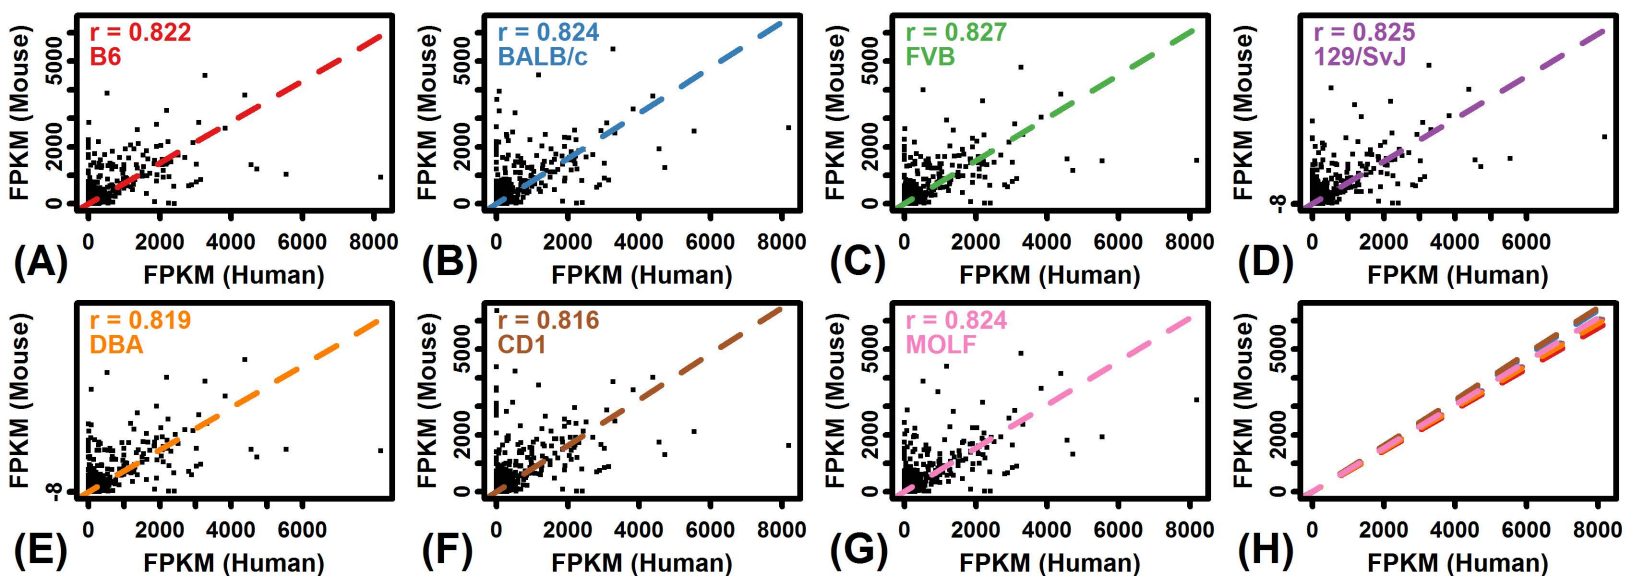 r = 0.822
B6
FPKM (Mouse)
0 2000 5000
0 2000 4000 6000 8000
FPKM (Human)
(A)
r = 0.824
BALB/c
FPKM (Mouse)
0 2000 5000
0 2000 4000 6000 8000
FPKM (Human)
(B)
r = 0.827
FVB
FPKM (Mouse)
0 2000 5000
0 2000 4000 6000 8000
FPKM (Human)
(C)
r = 0.825
129/SvJ
FPKM (Mouse)
-8
0 2000 4000 6000
FPKM (Human)
(D)
r = 0.819
DBA
FPKM (Mouse)
-8
0 2000 4000 6000
FPKM (Human)
(E)
r = 0.816
CD1
FPKM (Mouse)
0 2000 5000
0 2000 4000 6000 8000
FPKM (Human)
(F)
r = 0.824
MOLF
FPKM (Mouse)
0 2000 5000
0 2000 4000 6000 8000
FPKM (Human)
(G)
FPKM (Mouse)
0 2000 5000
0 2000 4000 6000 8000
FPKM (Human)
(H)